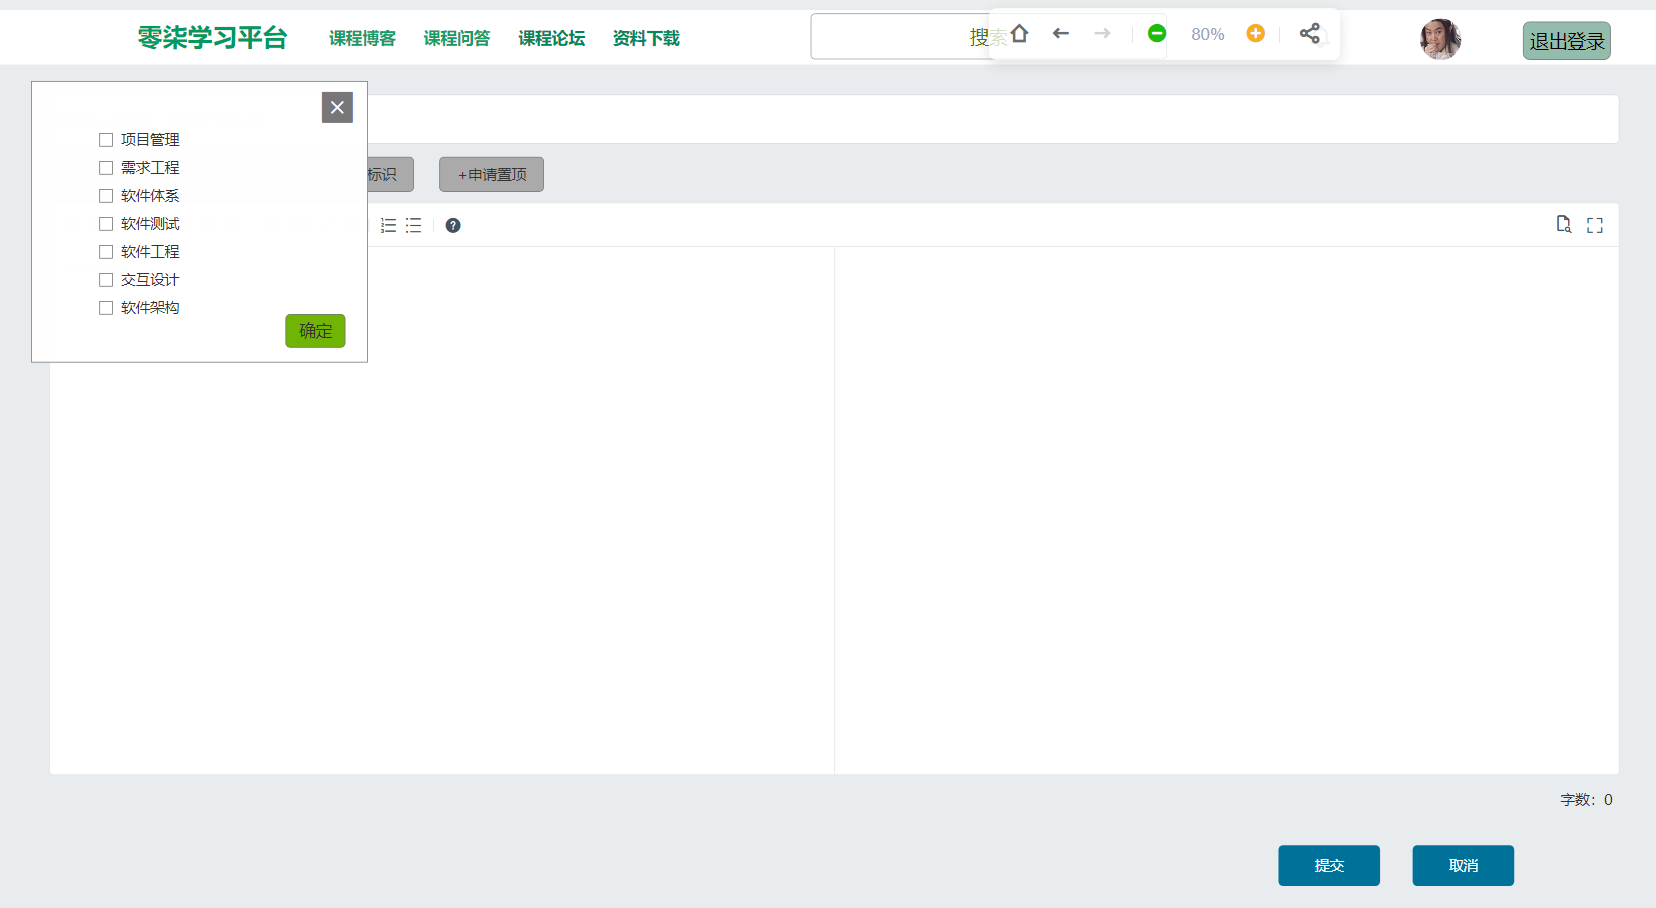 零柒学习平台 课程博客 课程问答 课程论坛 资料下载 搜索 80% 退出登录
项目管理
需求工程
软件体系
软件测试
软件工程
交互设计
软件架构
确定
标识 +申请置顶
字数：0
提交 取消